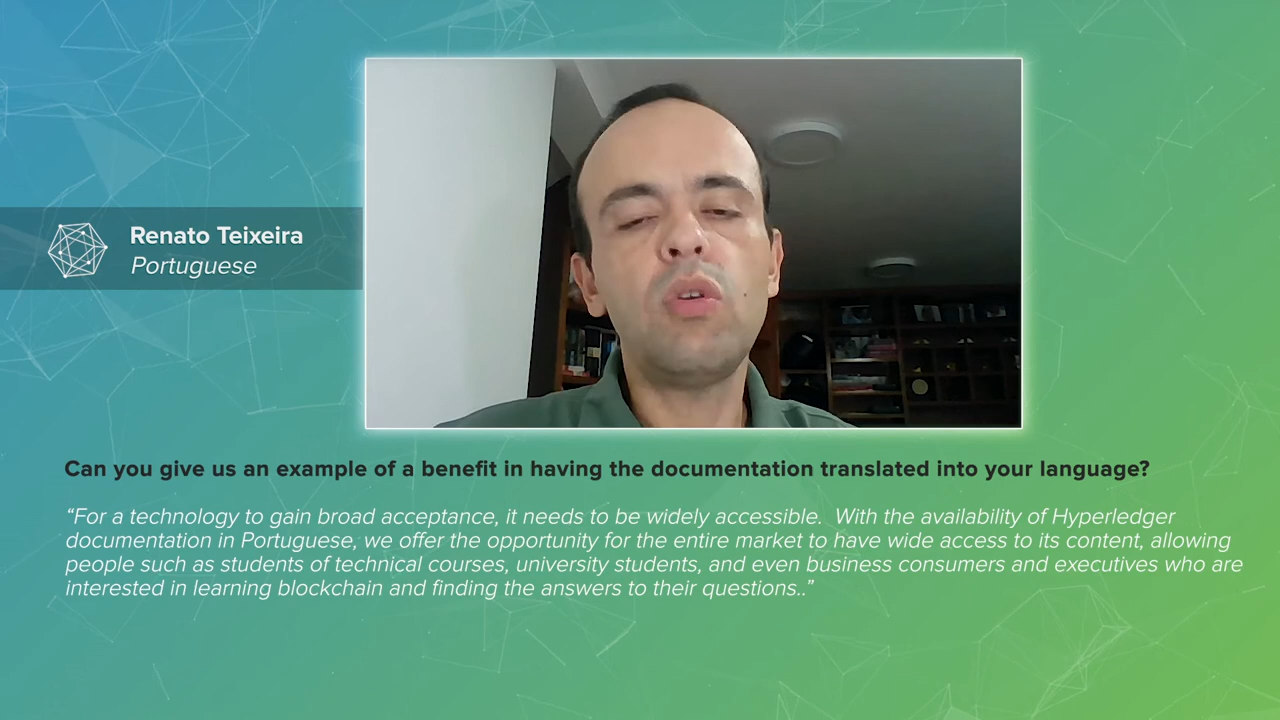 Renato Teixeira
Portuguese
Can you give us an example of a benefit in having the documentation translated into your language?
“For a technology to gain broad acceptance, it needs to be widely accessible.  With the availability of Hyperledger
documentation in Portuguese, we offer the opportunity for the entire market to have wide access to its content, allowing
people such as students of technical courses, university students, and even business consumers and executives who are
interested in learning blockchain and finding the answers to their questions..”